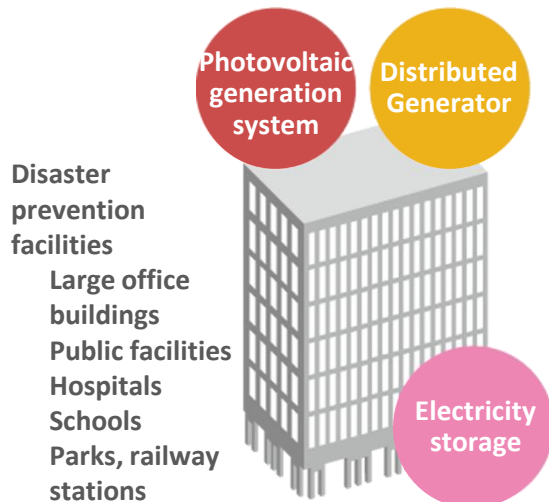 Photovoltaic
generation
system
Distributed
Generator
Disaster
prevention
facilities
Large office
buildings
Public facilities
Hospitals
Schools
Parks, railway
stations
Electricity
storage